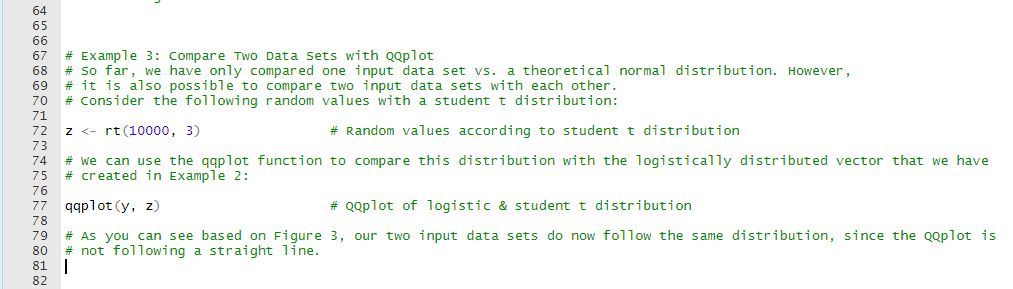 64
65
66
67 # Example 3: Compare Two Data Sets with QQplot
68 # So far, we have only compared one input data set vs. a theoretical normal distribution. However,
69 # it is also possible to compare two input data sets with each other.
70 # Consider the following random values with a student t distribution:
71
72 z <- rt(10000, 3) # Random values according to student t distribution
73
74 # We can use the qqplot function to compare this distribution with the logistically distributed vector that we have
75 # created in Example 2:
76
77 qqplot(y, z) # QQplot of logistic & student t distribution
78
79 # As you can see based on Figure 3, our two input data sets do now follow the same distribution, since the QQplot is
80 # not following a straight line.
81
82